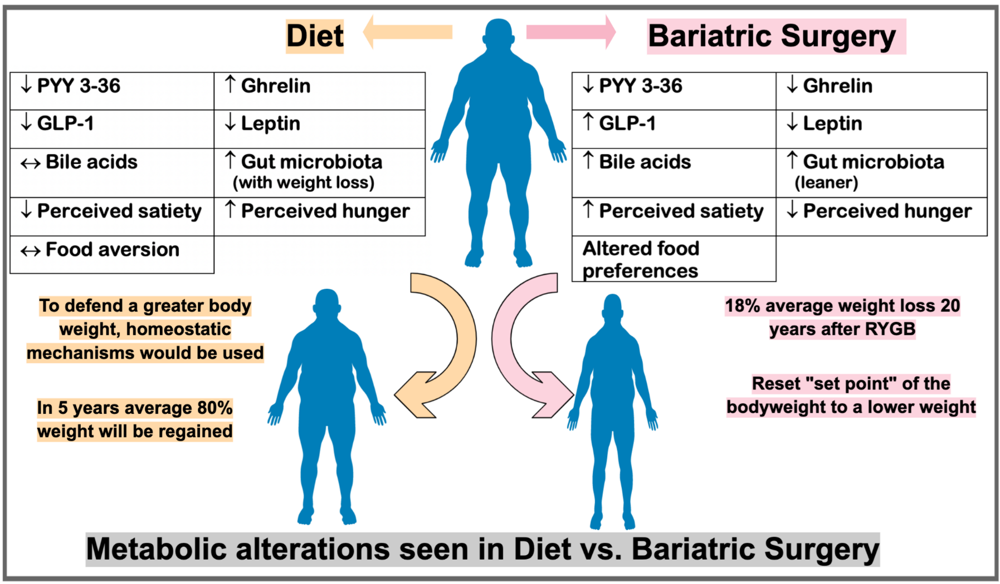 Diet
Bariatric Surgery
↓ PYY 3-36
↑ Ghrelin
↓ GLP-1
↓ Leptin
↔ Bile acids
↑ Gut microbiota
(with weight loss)
↓ Perceived satiety
↑ Perceived hunger
↔ Food aversion
↓ PYY 3-36
↓ Ghrelin
↑ GLP-1
↓ Leptin
↑ Bile acids
↑ Gut microbiota
(leaner)
↑ Perceived satiety
↓ Perceived hunger
Altered food
preferences
To defend a greater body
weight, homeostatic
mechanisms would be used
In 5 years average 80%
weight will be regained
18% average weight loss 20
years after RYGB
Reset "set point" of the
bodyweight to a lower weight
Metabolic alterations seen in Diet vs. Bariatric Surgery